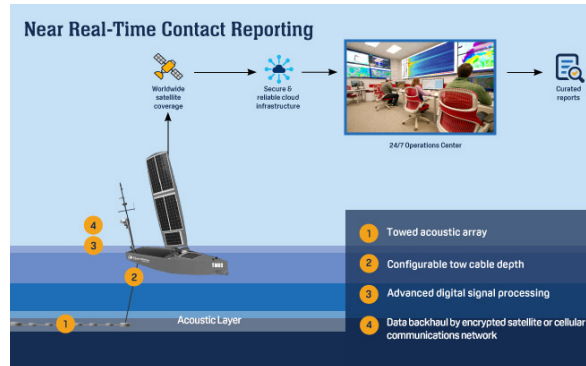 Near Real-Time Contact Reporting
Worldwide
satellite
coverage
Secure &
reliable cloud
infrastructure
24/7 Operations Center
Curated
reports
4
3
2
1
Acoustic Layer
1 Towed acoustic array
2 Configurable tow cable depth
3 Advanced digital signal processing
4 Data backhaul by encrypted satellite or cellular
communications network